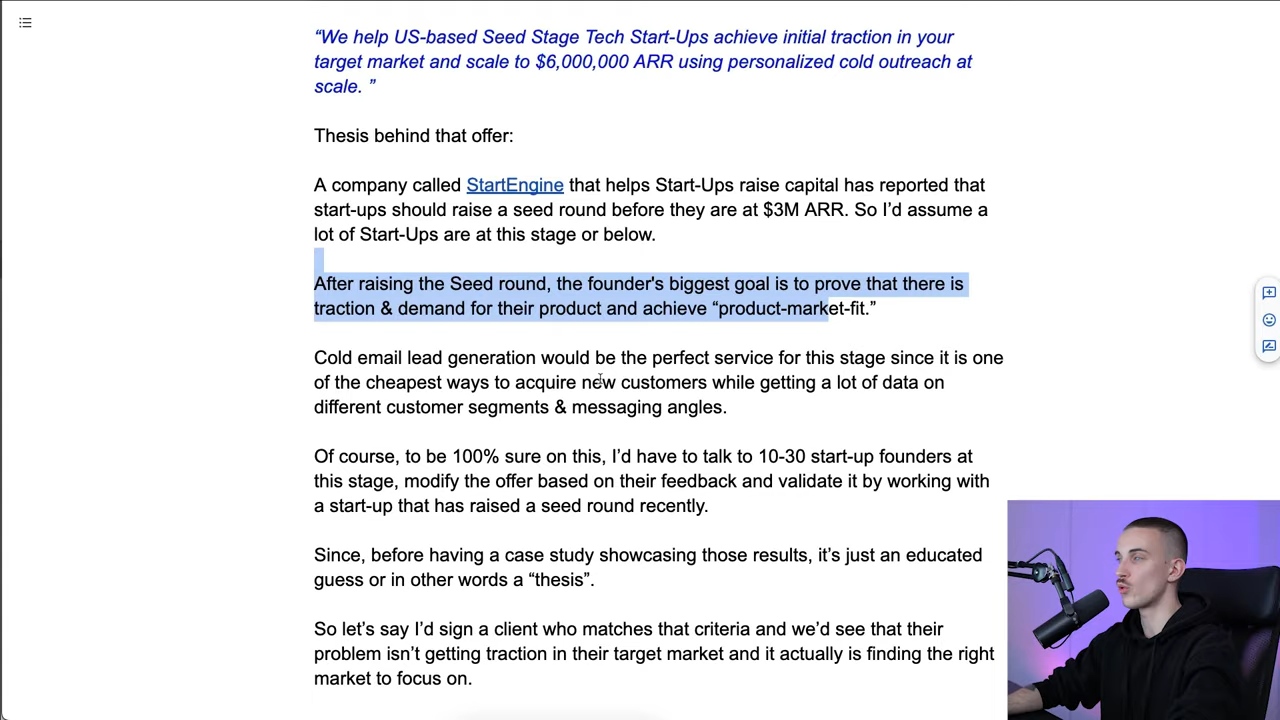 “We help US-based Seed Stage Tech Start-Ups achieve initial traction in your
target market and scale to $6,000,000 ARR using personalized cold outreach at
scale. ”
Thesis behind that offer:
A company called StartEngine that helps Start-Ups raise capital has reported that
start-ups should raise a seed round before they are at $3M ARR. So I’d assume a
lot of Start-Ups are at this stage or below.
After raising the Seed round, the founder's biggest goal is to prove that there is
traction & demand for their product and achieve “product-market-fit.”
Cold email lead generation would be the perfect service for this stage since it is one
of the cheapest ways to acquire new customers while getting a lot of data on
different customer segments & messaging angles.
Of course, to be 100% sure on this, I’d have to talk to 10-30 start-up founders at
this stage, modify the offer based on their feedback and validate it by working with
a start-up that has raised a seed round recently.
Since, before having a case study showcasing those results, it’s just an educated
guess or in other words a “thesis”.
So let’s say I’d sign a client who matches that criteria and we’d see that their
problem isn’t getting traction in their target market and it actually is finding the right
market to focus on.